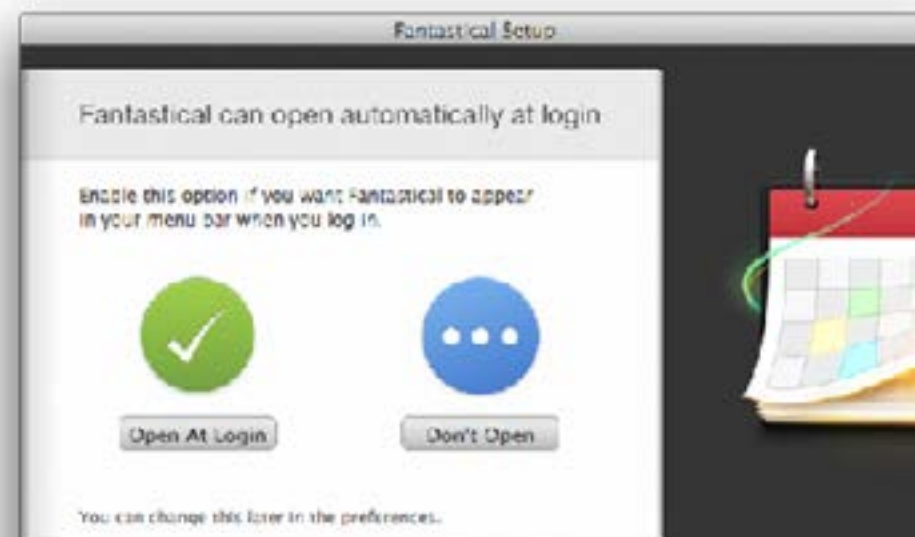 Fantastical Setup
Fantastical can open automatically at login
Enable this option if you want Fantastical to appear
in your menu bar when you log in.
Open At Login
Don't Open
You can change this later in the preferences.